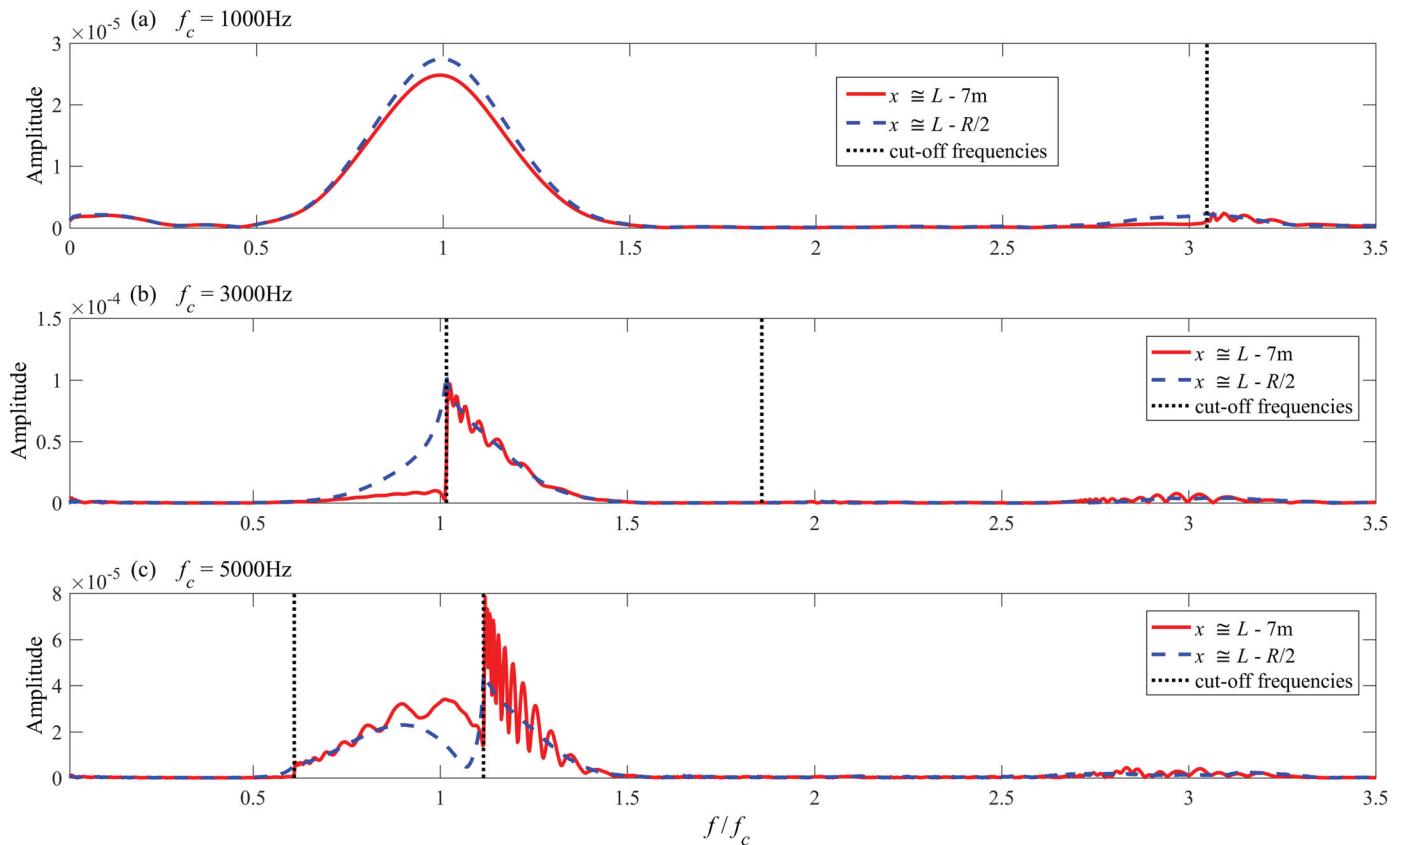 ×10⁻⁵ (a) f_c = 1000Hz
3
2
1
0
Amplitude
x ≅ L - 7m
x ≅ L - R/2
cut-off frequencies
0 0.5 1 1.5 2 2.5 3 3.5
×10⁻⁴ (b) f_c = 3000Hz
1.5
1
0.5
0
Amplitude
x ≅ L - 7m
x ≅ L - R/2
cut-off frequencies
0.5 1 1.5 2 2.5 3 3.5
×10⁻⁵ (c) f_c = 5000Hz
8
6
4
2
0
Amplitude
x ≅ L - 7m
x ≅ L - R/2
cut-off frequencies
0.5 1 1.5 2 2.5 3 3.5
f / f_c